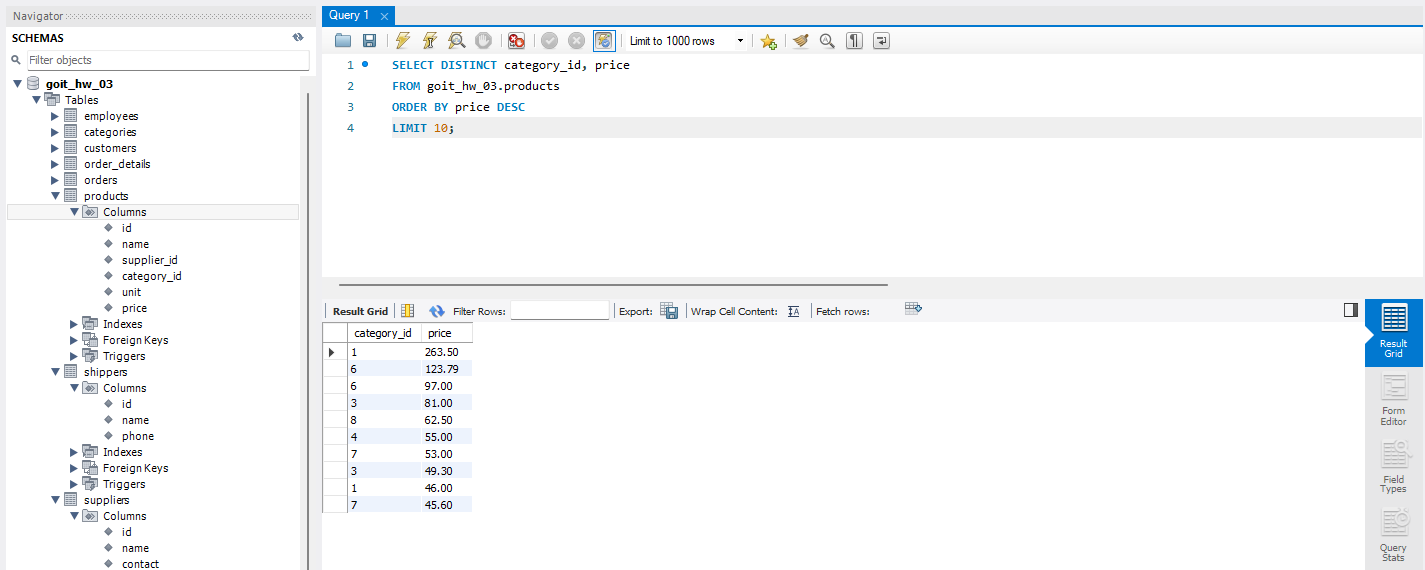 Navigator
SCHEMAS
Filter objects
goit_hw_03
Tables
employees
categories
customers
order_details
orders
products
Columns
id
name
supplier_id
category_id
unit
price
Indexes
Foreign Keys
Triggers
shippers
Columns
id
name
phone
Indexes
Foreign Keys
Triggers
suppliers
Columns
id
name
contact
Query 1
Limit to 1000 rows
1 SELECT DISTINCT category_id, price
2 FROM goit_hw_03.products
3 ORDER BY price DESC
4 LIMIT 10;
Result Grid Filter Rows: Export: Wrap Cell Content: Fetch rows:
category_id price
1 263.50
6 123.79
6 97.00
3 81.00
8 62.50
4 55.00
7 53.00
3 49.30
1 46.00
7 45.60
Result
Grid
Form
Editor
Field
Types
Query
Stats